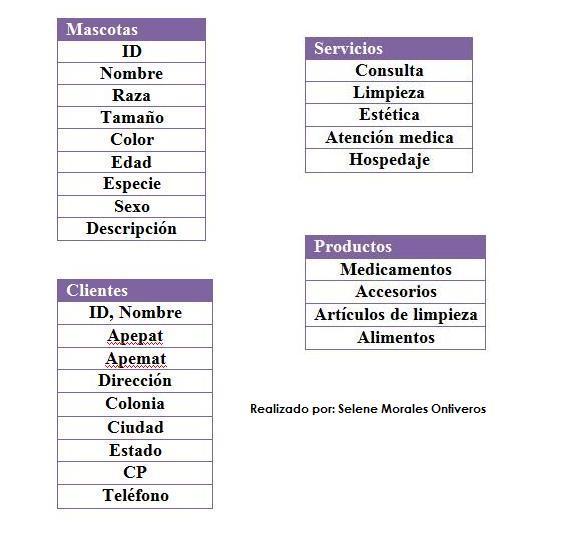 Mascotas
ID
Nombre
Raza
Tamaño
Color
Edad
Especie
Sexo
Descripción
Servicios
Consulta
Limpieza
Estética
Atención medica
Hospedaje
Productos
Medicamentos
Accesorios
Artículos de limpieza
Alimentos
Clientes
ID, Nombre
Apepat
Apemat
Dirección
Colonia
Ciudad
Estado
CP
Teléfono
Realizado por: Selene Morales Ontiveros